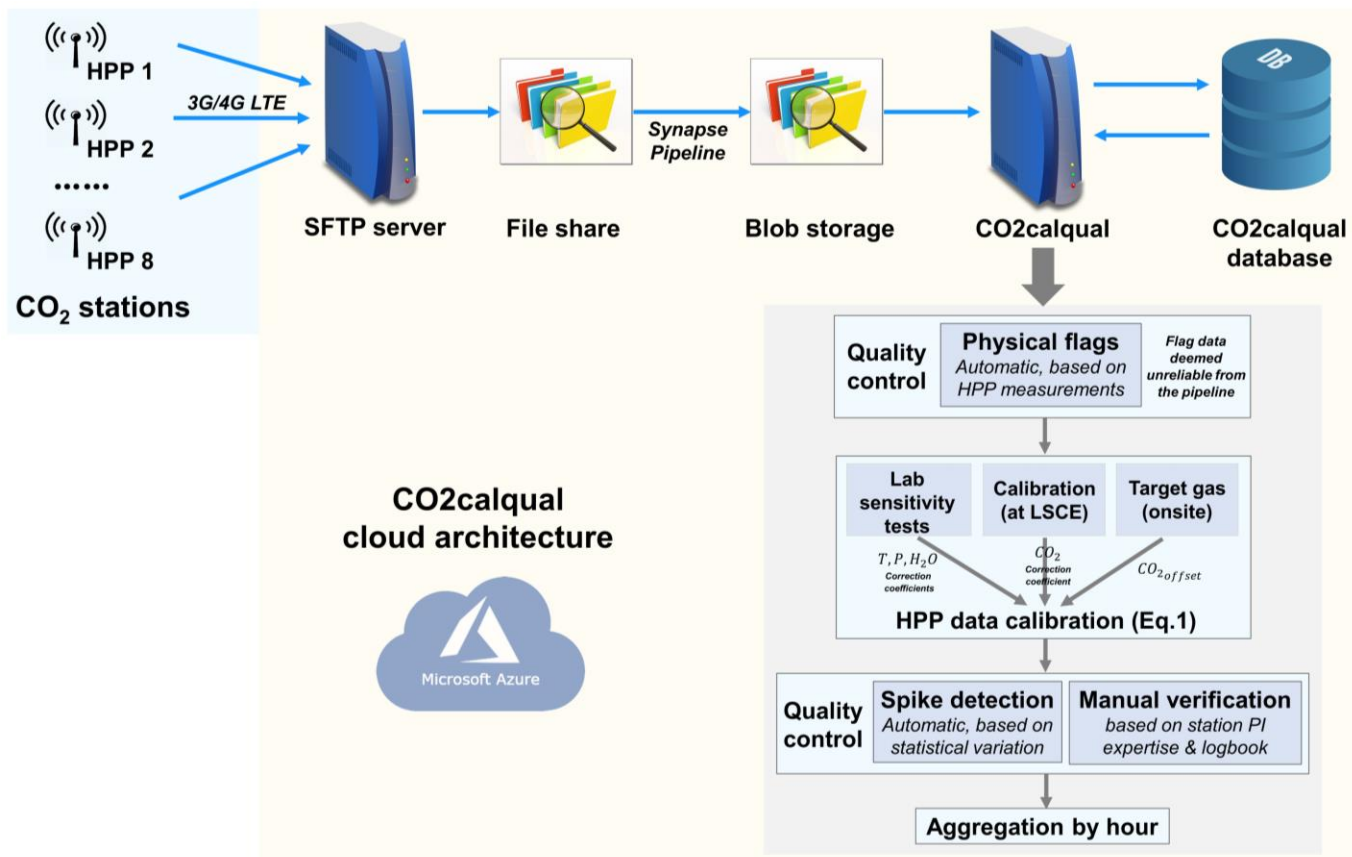 HPP 1
3G/4G LTE
HPP 2
......
HPP 8
CO2 stations
SFTP server
File share
Synapse
Pipeline
Blob storage
CO2calqual
DB
CO2calqual
database
Quality
control
Physical flags
Automatic, based on
HPP measurements
Flag data
deemed
unreliable from
the pipeline
Lab
sensitivity
tests
Calibration
(at LSCE)
Target gas
(onsite)
T, P, H2O
Correction
coefficients
CO2
Correction
coefficient
CO2offset
HPP data calibration (Eq.1)
Quality
control
Spike detection
Automatic, based on
statistical variation
Manual verification
based on station PI
expertise & logbook
Aggregation by hour
CO2calqual
cloud architecture
Microsoft Azure